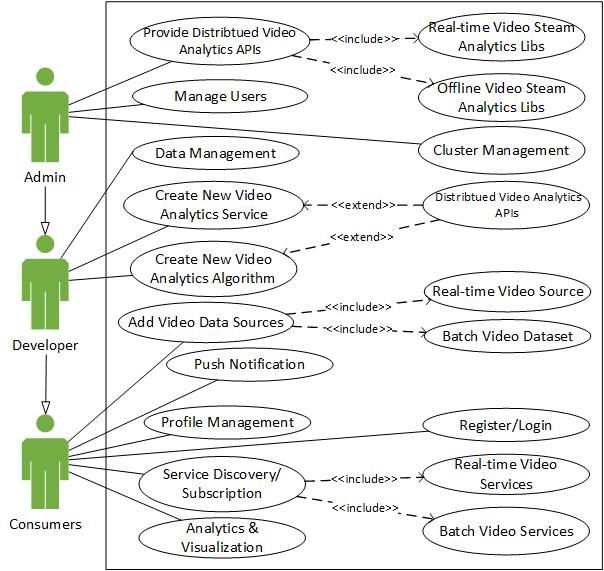 Provide Distribtued Video
Analytics APIs
<<include>>
Real-time Video Steam
Analytics Libs
<<include>>
Offline Video Steam
Analytics Libs
Manage Users
Cluster Management
Admin
Data Management
Create New Video
Analytics Service
<<extend>>
Distribtued Video Analytics
APIs
<<extend>>
Create New Video
Analytics Algorithm
Developer
Add Video Data Sources
<<include>>
Real-time Video Source
<<include>>
Batch Video Dataset
Push Notification
Profile Management
Register/Login
Service Discovery/
Subscription
<<include>>
Real-time Video
Services
<<include>>
Batch Video Services
Consumers
Analytics &
Visualization